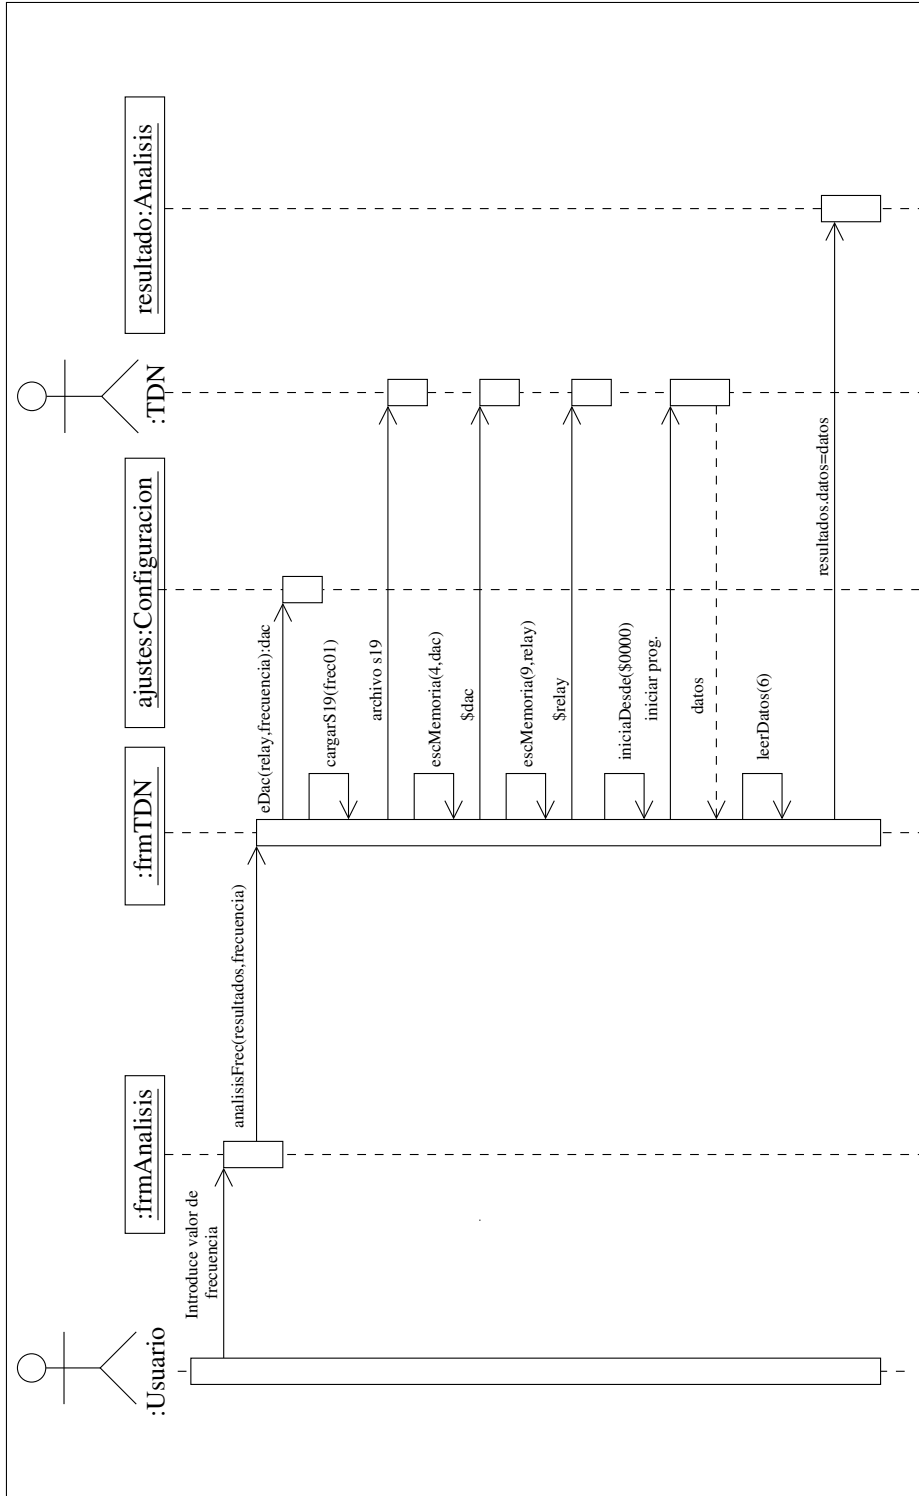 :Usuario
:frmAnalisis
:frmTDN
ajustes:Configuracion
:TDN
resultado:Analisis
Introduce valor de
frecuencia
analisisFrec(resultados,frecuencia)
eDac(relay,frecuencia):dac
cargarS19(frec01)
archivo s19
escMemoria(4,dac)
$dac
escMemoria(9,relay)
$relay
iniciaDesde($0000)
iniciar prog.
datos
leerDatos(6)
resultados.datos=datos